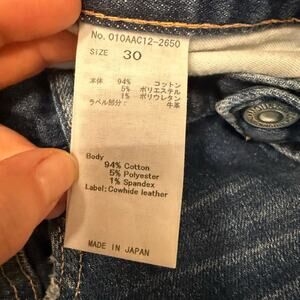 No. 010AAC12-2650
SIZE 30
本体 94% コットン
5% ポリエステル
1% ポリウレタン
ラベル部分: 牛革
Body
94% Cotton
5% Polyester
1% Spandex
Label: Cowhide leather
MADE IN JAPAN